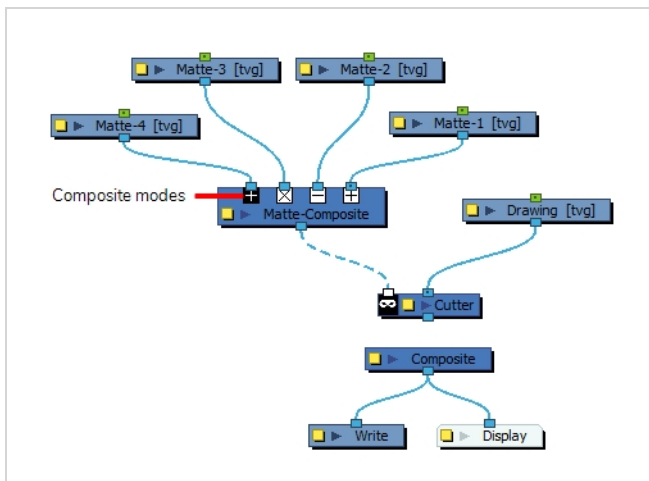 Matte-3 [tvg]
Matte-2 [tvg]
Matte-4 [tvg]
Matte-1 [tvg]
Composite modes
Matte-Composite
Drawing [tvg]
Cutter
Composite
Write
Display